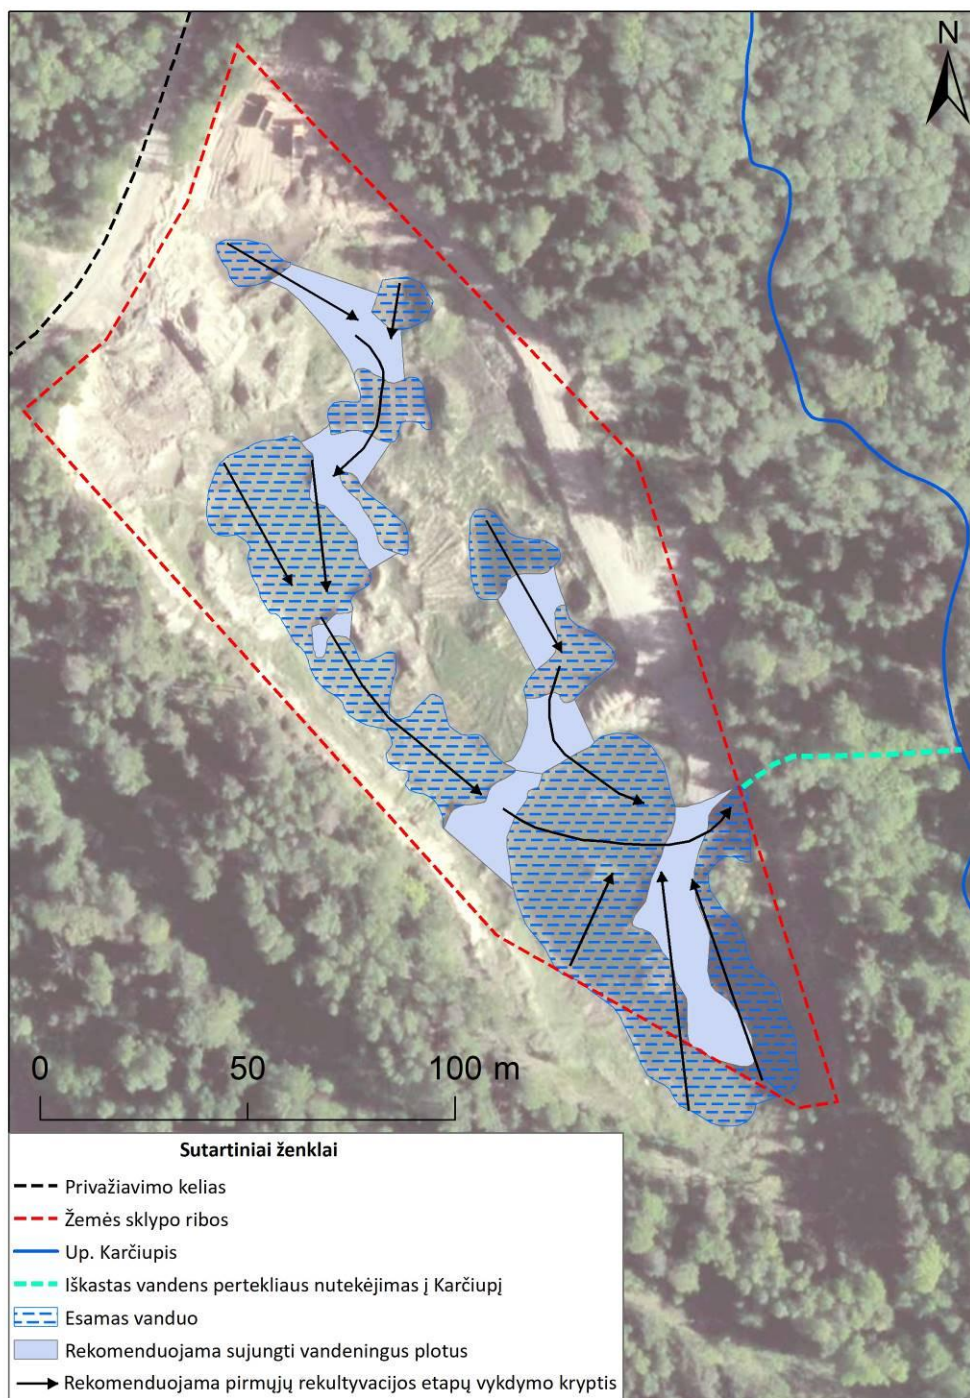 N
0 50 100 m
Sutartiniai ženklai
Privažiavimo kelias
Žemės sklypo ribos
Up. Karčiupis
Iškastas vandens pertekliaus nutekėjimas į Karčiupį
Esamas vanduo
Rekomenduojama sujungti vandeningus plotus
Rekomenduojama pirmųjų rekultyvacijos etapų vykdymo kryptis